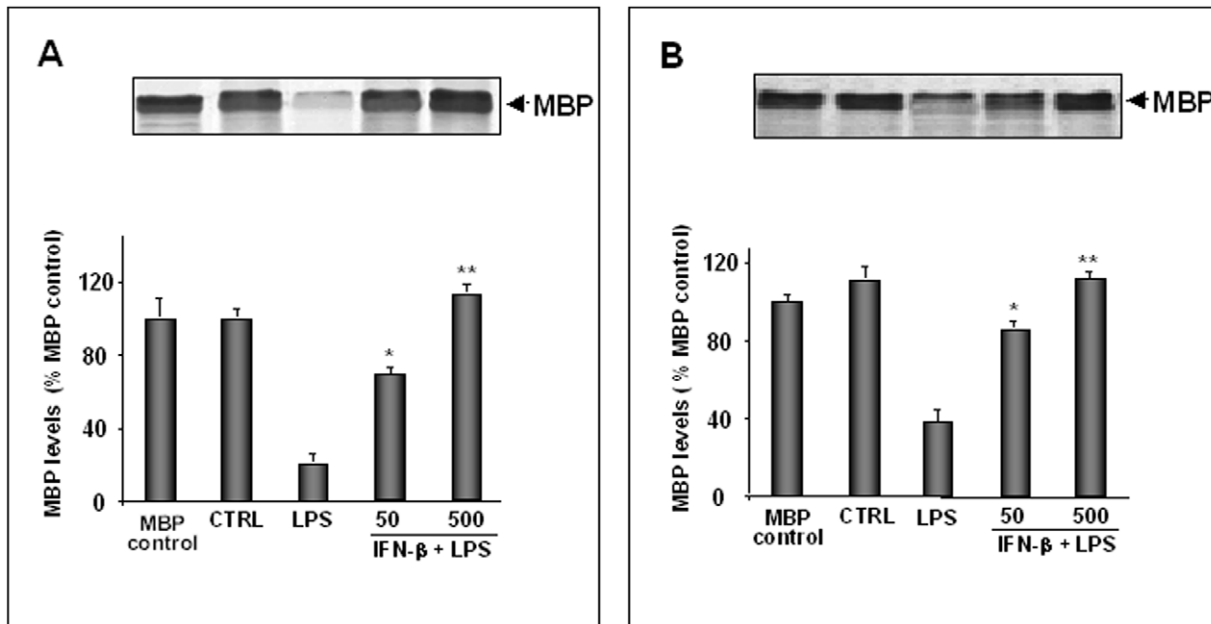 A
MBP
MBP levels (% MBP control)
120
80
40
0
*
**
MBP
control
CTRL
LPS
50
500
IFN-β + LPS
B
MBP
MBP levels ( % MBP control)
120
80
40
0
*
**
MBP
control
CTRL
LPS
50
500
IFN-β + LPS